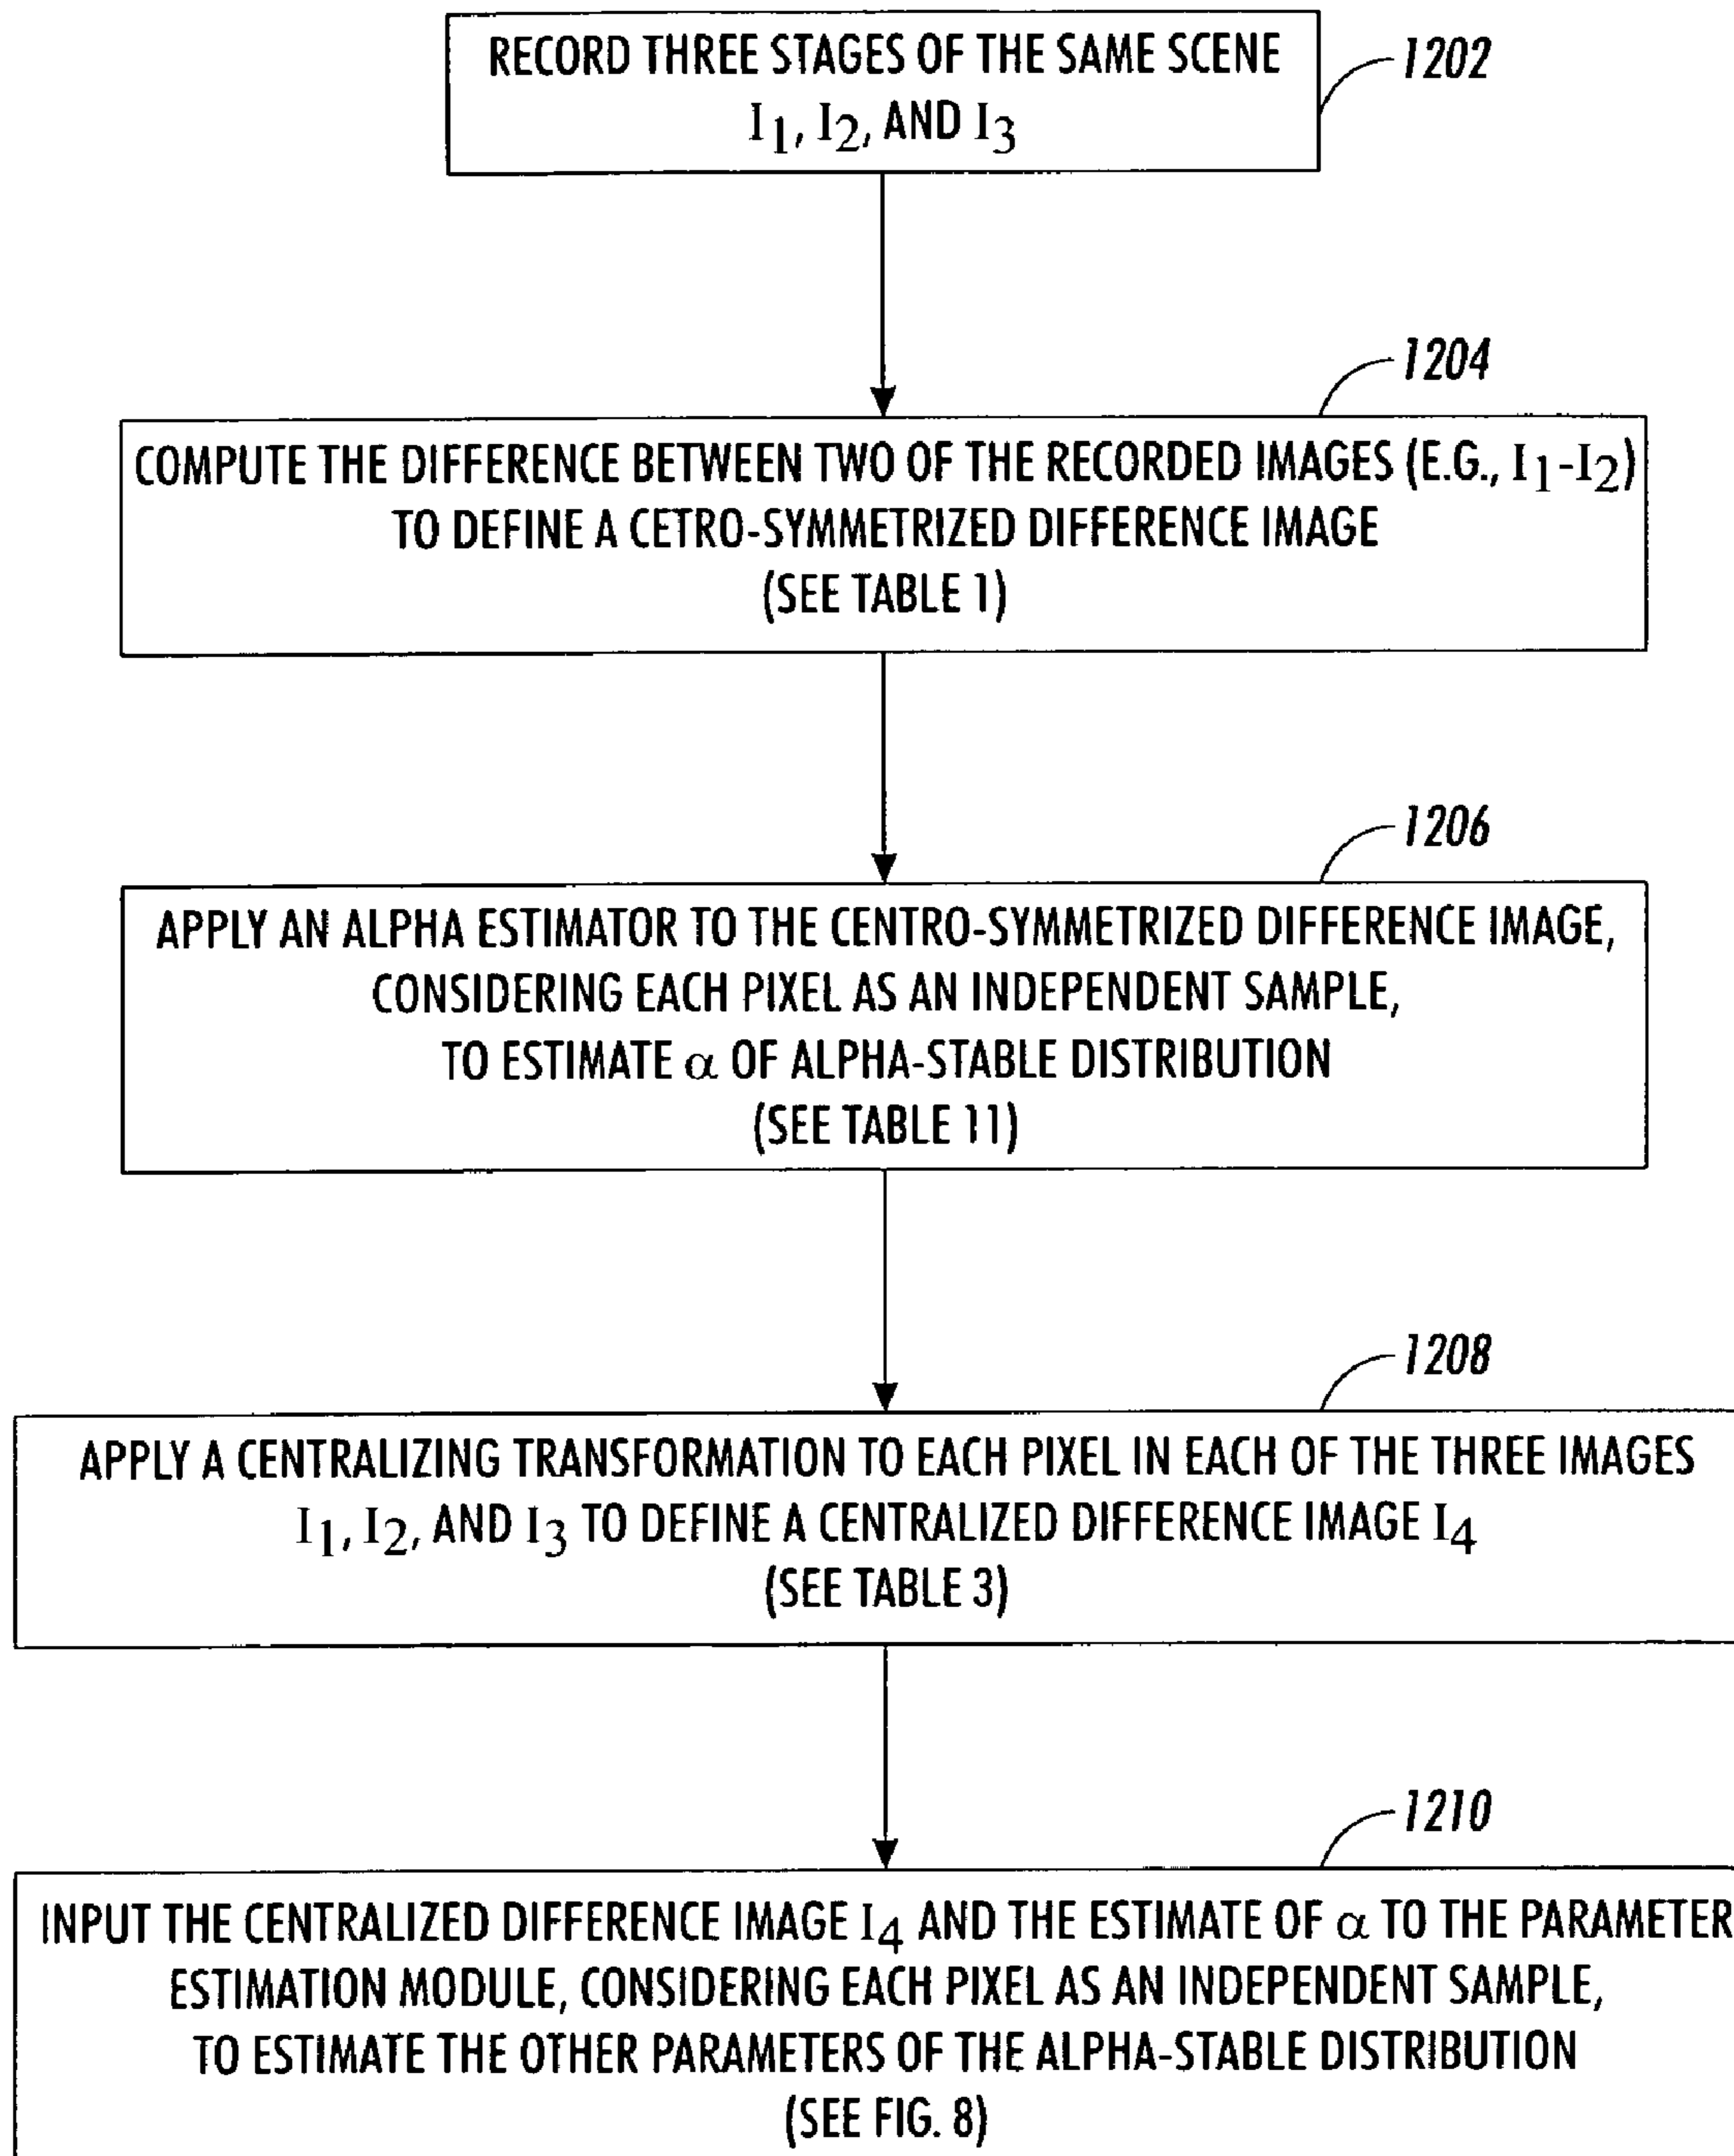 RECORD THREE STAGES OF THE SAME SCENE
I1, I2, AND I3
1202
1204
COMPUTE THE DIFFERENCE BETWEEN TWO OF THE RECORDED IMAGES (E.G., I1-I2)
TO DEFINE A CETRO-SYMMETRIZED DIFFERENCE IMAGE
(SEE TABLE 1)
1206
APPLY AN ALPHA ESTIMATOR TO THE CENTRO-SYMMETRIZED DIFFERENCE IMAGE,
CONSIDERING EACH PIXEL AS AN INDEPENDENT SAMPLE,
TO ESTIMATE α OF ALPHA-STABLE DISTRIBUTION
(SEE TABLE 11)
1208
APPLY A CENTRALIZING TRANSFORMATION TO EACH PIXEL IN EACH OF THE THREE IMAGES
I1, I2, AND I3 TO DEFINE A CENTRALIZED DIFFERENCE IMAGE I4
(SEE TABLE 3)
1210
INPUT THE CENTRALIZED DIFFERENCE IMAGE I4 AND THE ESTIMATE OF α TO THE PARAMETER
ESTIMATION MODULE, CONSIDERING EACH PIXEL AS AN INDEPENDENT SAMPLE,
TO ESTIMATE THE OTHER PARAMETERS OF THE ALPHA-STABLE DISTRIBUTION
(SEE FIG. 8)